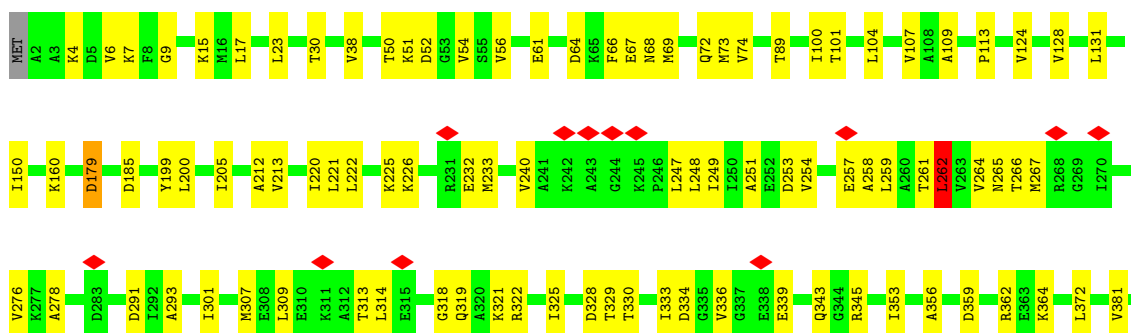 MET A2 A3 K4 D5 V6 K7 F8 G9 K15 M16 L17 L23 T30 V38 T50 K51 D52 G53 V54 S55 V56 E61 D64 K65 F66 E67 N68 M69 Q72 M73 V74 T89 I100 T101 L104 V107 A108 A109 P113 V124 V128 L131
I150 K160 D179 D185 Y199 L200 I205 A212 V213 I220 L221 L222 K225 K226 R231 E232 M233 V240 A241 K242 A243 G244 K245 P246 L247 L248 I249 I250 A251 E252 D253 V254 E257 A258 L259 A260 T261 L262 V263 V264 N265 T266 M267 R268 G269 I270
V276 K277 A278 D283 D291 I292 A293 I301 M307 E308 L309 E310 K311 A312 T313 L314 E315 G318 Q319 A320 K321 R322 I325 D328 T329 T330 I333 D334 G335 V336 G337 E338 E339 Q343 G344 R345 I353 A356 D359 R362 E363 K364 L372 V381